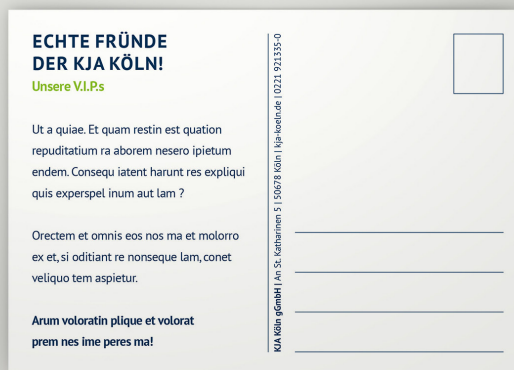 ECHTE FRÜNDE
DER KJA KÖLN!
Unsere V.I.P.s
Ut a quiae. Et quam restin est quation
repuditatium ra aborem nesero ipietum
endem. Consequ iatent harunt res expliqui
quis experspel inum aut lam ?
Orectem et omnis eos nos ma et molorro
ex et, si oditiant re nonseque lam, conet
veliquo tem aspietur.
Arum voloratin plique et volorat
prem nes ime peres ma!
KJA Köln gGmbH | An St. Katharinen 5 | 50678 Köln | kja-koeln.de | 0221 921335-0